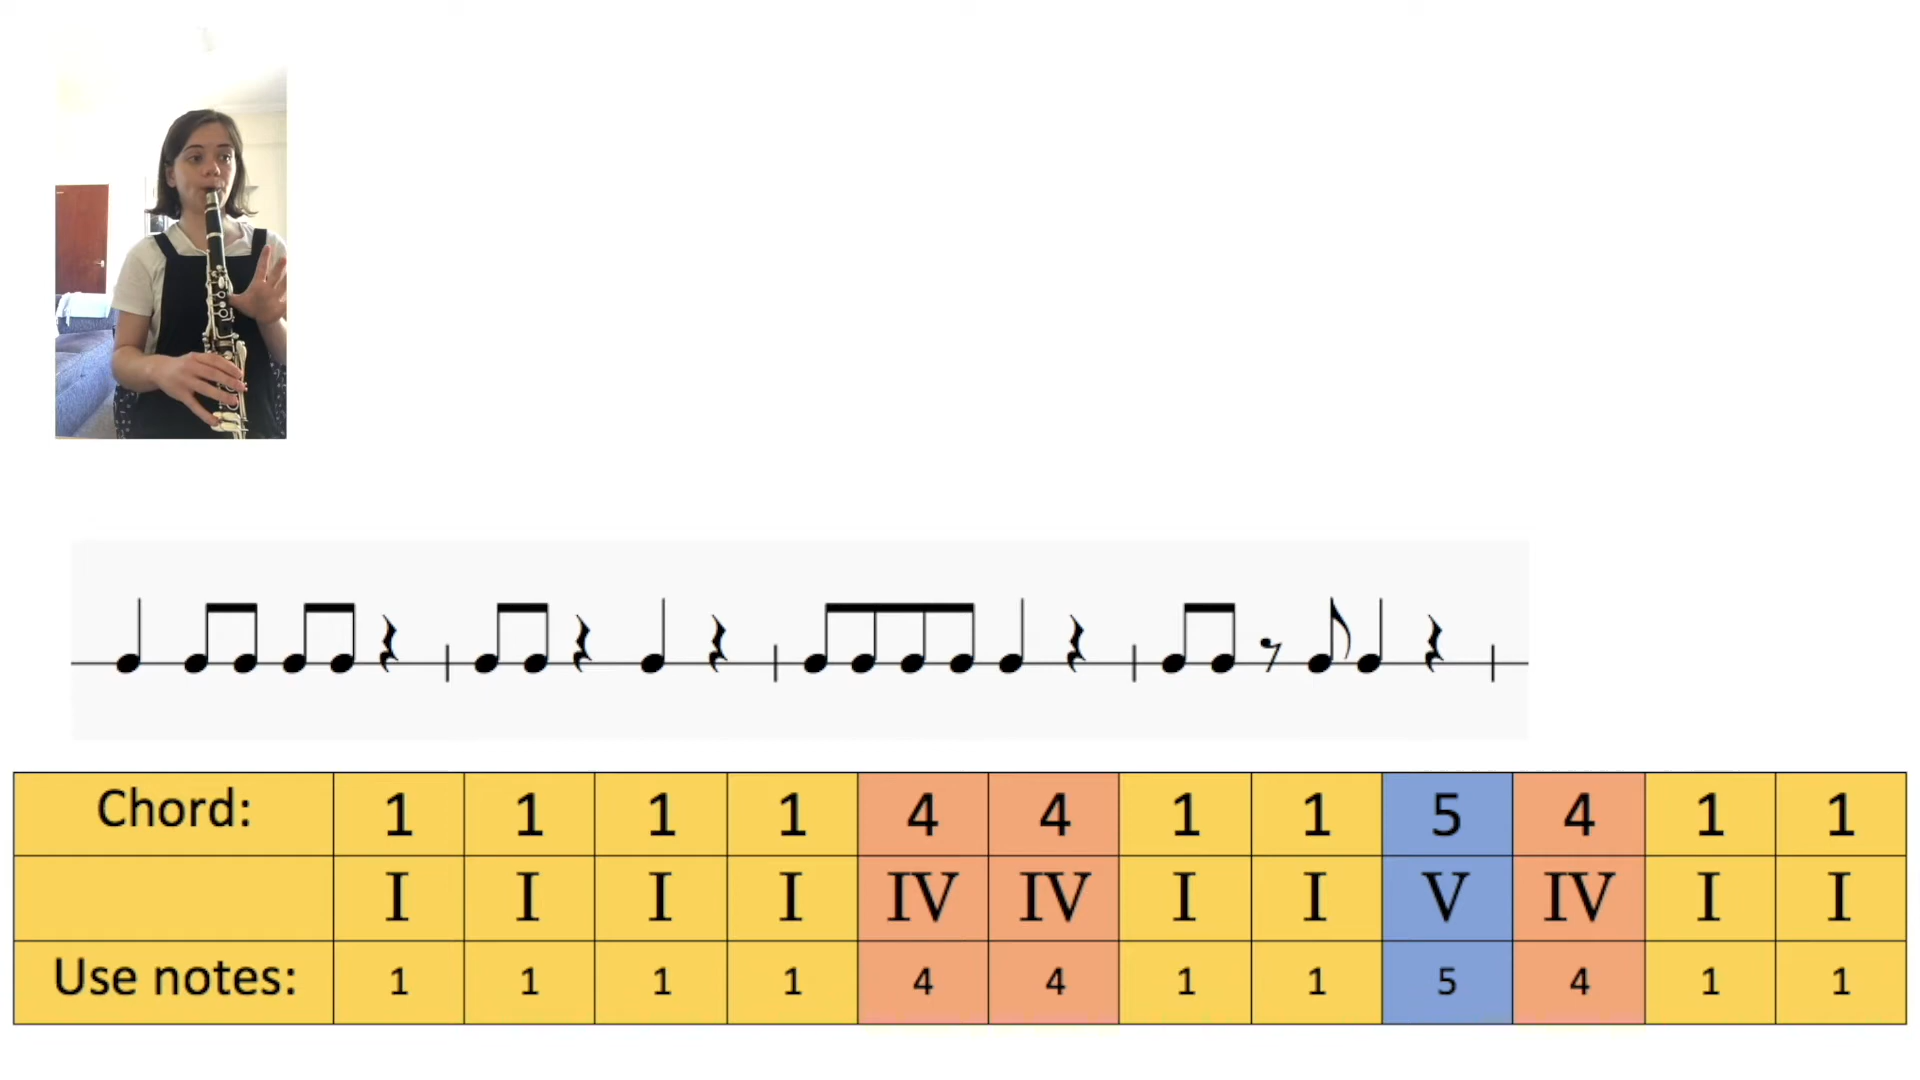 Chord: 1 1 1 1 4 4 1 1 5 4 1 1
I I I I IV IV I I V IV I I
Use notes: 1 1 1 1 4 4 1 1 5 4 1 1